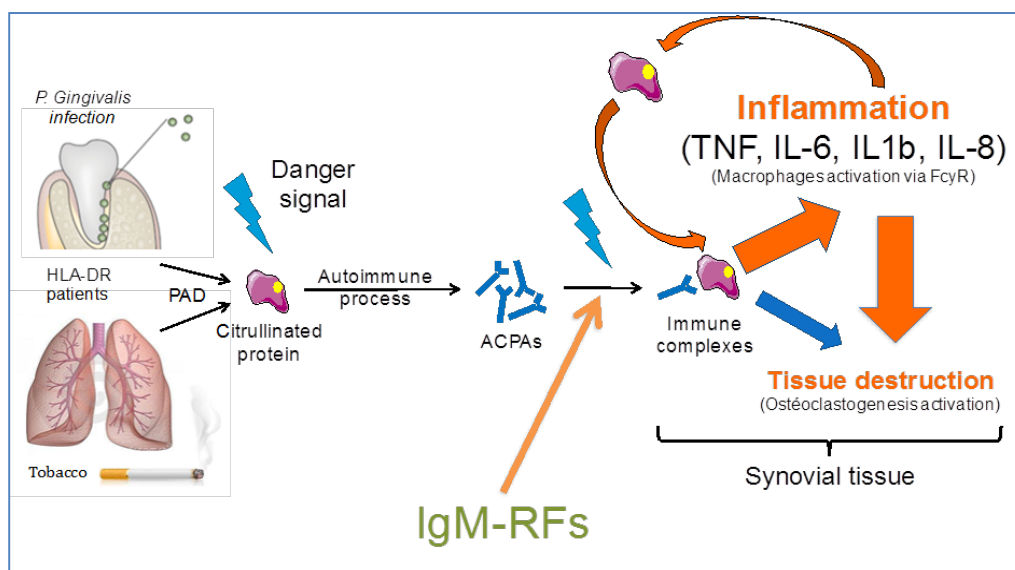 P. Gingivalis
infection
HLA-DR
patients
PAD
Tobacco
Danger
signal
Citrullinated
protein
Autoimmune
process
ACPAs
IgM-RFs
Immune
complexes
Inflammation
(TNF, IL-6, IL1b, IL-8)
(Macrophages activation via FcyR)
Tissue destruction
(Ostéoclastogenesis activation)
Synovial tissue